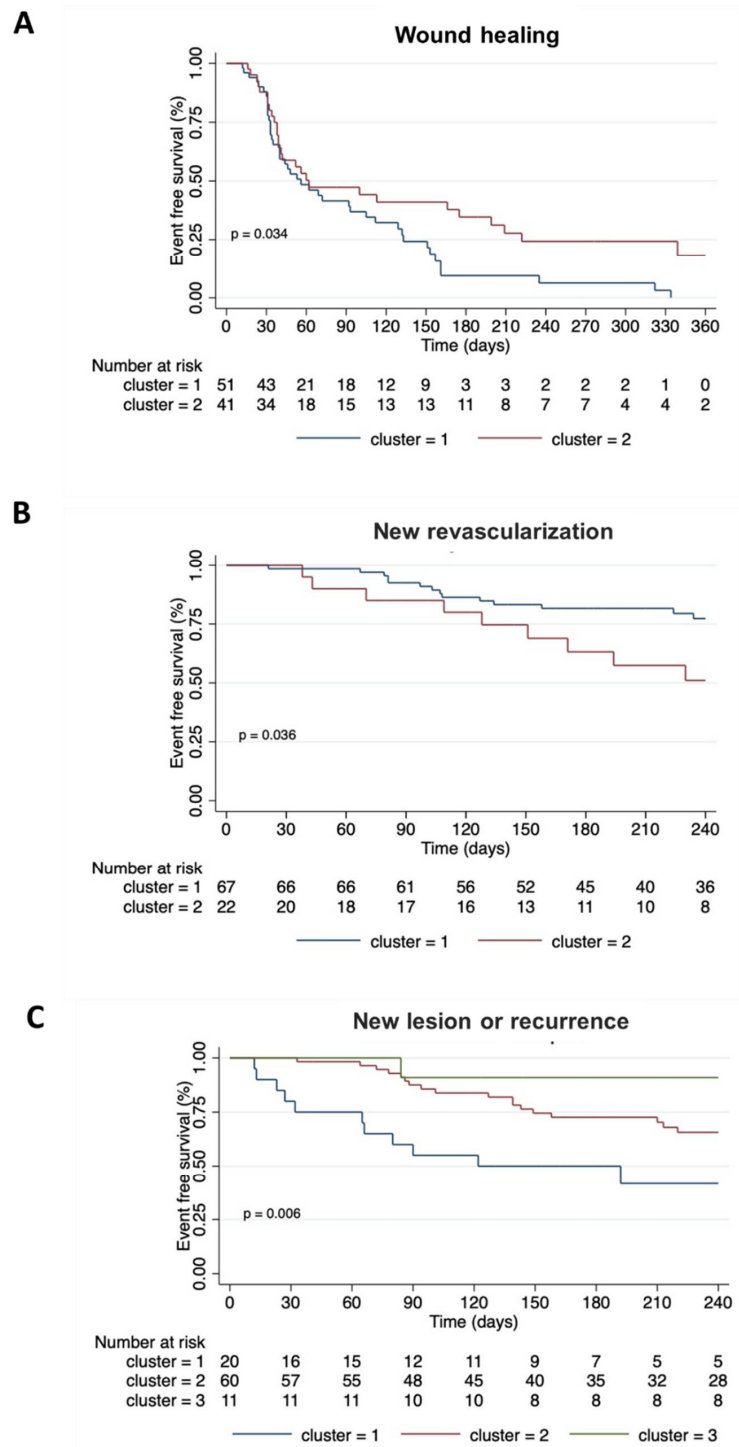 A
Wound healing
Event free survival (%)
1.00
0.75
0.50
0.25
0.00
p = 0.034
0 30 60 90 120 150 180 210 240 270 300 330 360
Time (days)
Number at risk
cluster = 1 51 43 21 18 12 9 3 3 2 2 2 1 0
cluster = 2 41 34 18 15 13 13 11 8 7 7 4 4 2
cluster = 1 cluster = 2
B
New revascularization
Event free survival (%)
1.00
0.75
0.50
0.25
0.00
p = 0.036
0 30 60 90 120 150 180 210 240
Time (days)
Number at risk
cluster = 1 67 66 66 61 56 52 45 40 36
cluster = 2 22 20 18 17 16 13 11 10 8
cluster = 1 cluster = 2
C
New lesion or recurrence
Event free survival (%)
1.00
0.75
0.50
0.25
0.00
p = 0.006
0 30 60 90 120 150 180 210 240
Time (days)
Number at risk
cluster = 1 20 16 15 12 11 9 7 5 5
cluster = 2 60 57 55 48 45 40 35 32 28
cluster = 3 11 11 11 10 10 8 8 8 8
cluster = 1 cluster = 2 cluster = 3